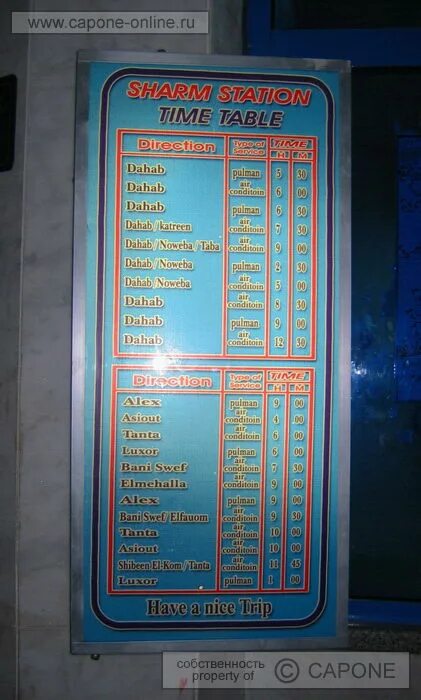 www.capone-online.ru
SHARM STATION
TIME TABLE
Direction Type of Service TIME H M
Dahab pulman 5 30
Dahab air conditoin 6 00
Dahab pulman 6 30
Dahab /katreen air conditoin 7 30
Dahab /Noweba /Taba air conditoin 9 00
Dahab /Noweba pulman 2 30
Dahab /Noweba air conditoin 5 00
Dahab air conditoin 8 30
Dahab pulman 9 00
Dahab air conditoin 12 30
Direction Type of Service TIME H M
Alex pulman 9 00
Asiout air conditoin 4 00
Tanta air conditoin 6 00
Luxor pulman 6 00
Bani Swef air conditoin 7 30
Elmehalla air conditoin 9 00
Alex pulman 9 00
Bani Swef/ Elfauom air conditoin 9 30
Tanta air conditoin 10 00
Asiout air conditoin 10 00
Shibeen El-Kom / Tanta air conditoin 11 45
Luxor pulman 1 00
Have a nice Trip
собственность
property of
© CAPONE